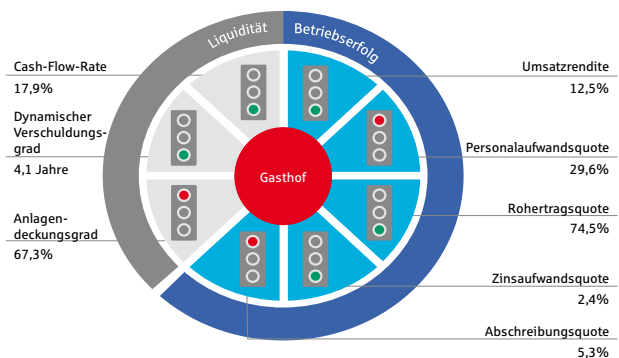 Liquidität
Betriebserfolg
Cash-Flow-Rate
17,9%
Dynamischer
Verschuldungs-
grad
4,1 Jahre
Anlagen-
deckungsgrad
67,3%
Gasthof
Umsatzrendite
12,5%
Personalaufwandsquote
29,6%
Rohertragsquote
74,5%
Zinsaufwandsquote
2,4%
Abschreibungsquote
5,3%